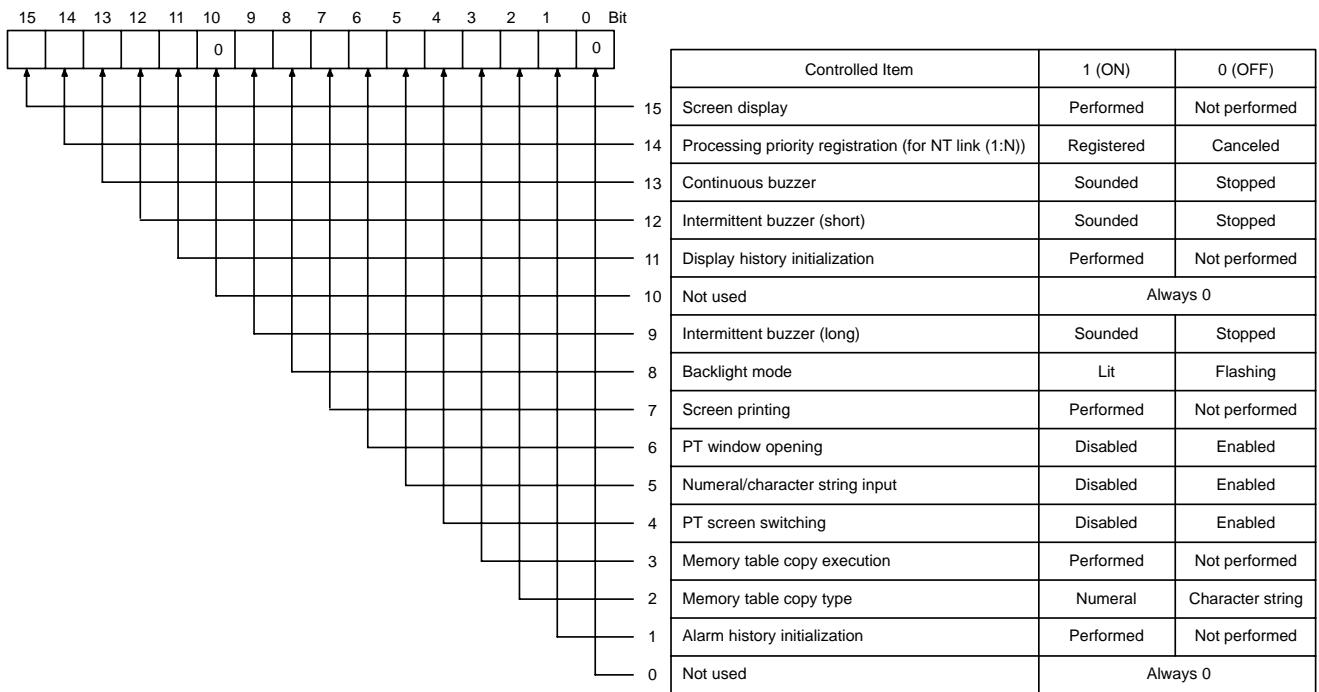 15 14 13 12 11 10 9 8 7 6 5 4 3 2 1 0 Bit
0 0
Controlled Item 1 (ON) 0 (OFF)
15 Screen display Performed Not performed
14 Processing priority registration (for NT link (1:N)) Registered Canceled
13 Continuous buzzer Sounded Stopped
12 Intermittent buzzer (short) Sounded Stopped
11 Display history initialization Performed Not performed
10 Not used Always 0
9 Intermittent buzzer (long) Sounded Stopped
8 Backlight mode Lit Flashing
7 Screen printing Performed Not performed
6 PT window opening Disabled Enabled
5 Numeral/character string input Disabled Enabled
4 PT screen switching Disabled Enabled
3 Memory table copy execution Performed Not performed
2 Memory table copy type Numeral Character string
1 Alarm history initialization Performed Not performed
0 Not used Always 0